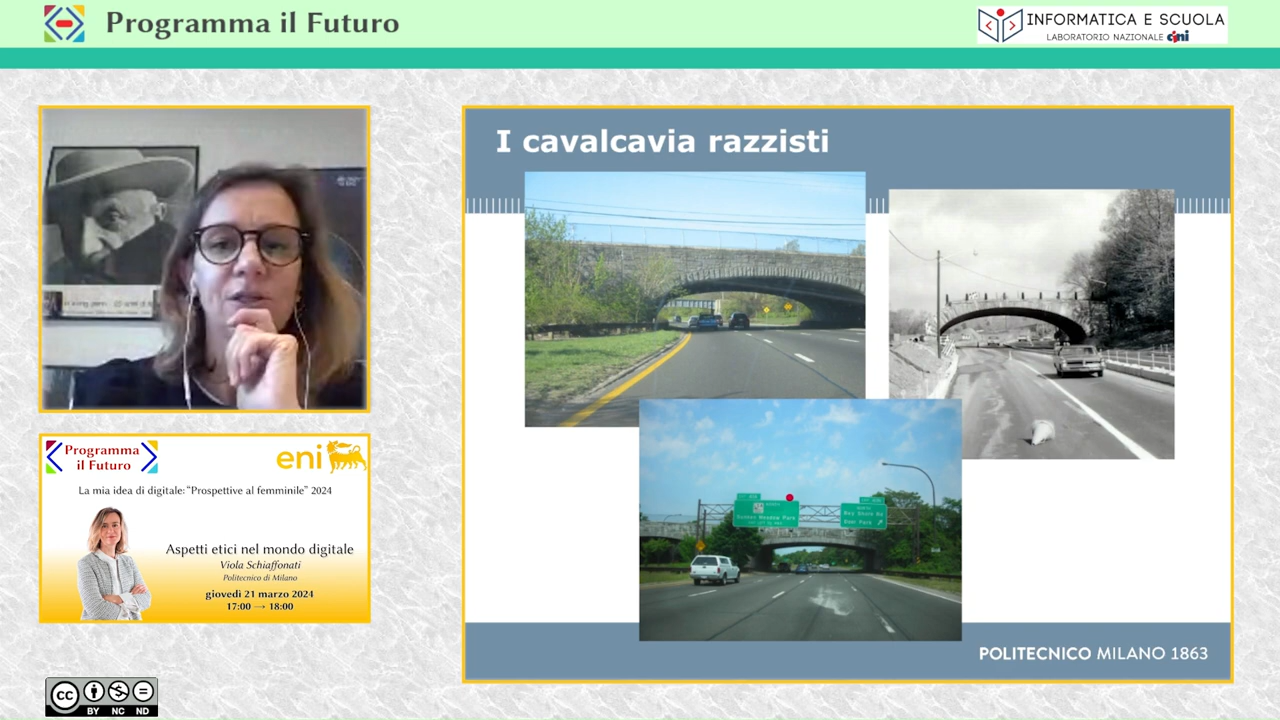 Programma il Futuro
INFORMATICA E SCUOLA
LABORATORIO NAZIONALE cini
I cavalcavia razzisti
Programma
il Futuro
eni
La mia idea di digitale: “Prospettive al femminile” 2024
Aspetti etici nel mondo digitale
Viola Schiaffonati
Politecnico di Milano
giovedì 21 marzo 2024
17:00 → 18:00
POLITECNICO MILANO 1863
cc
BY NC ND